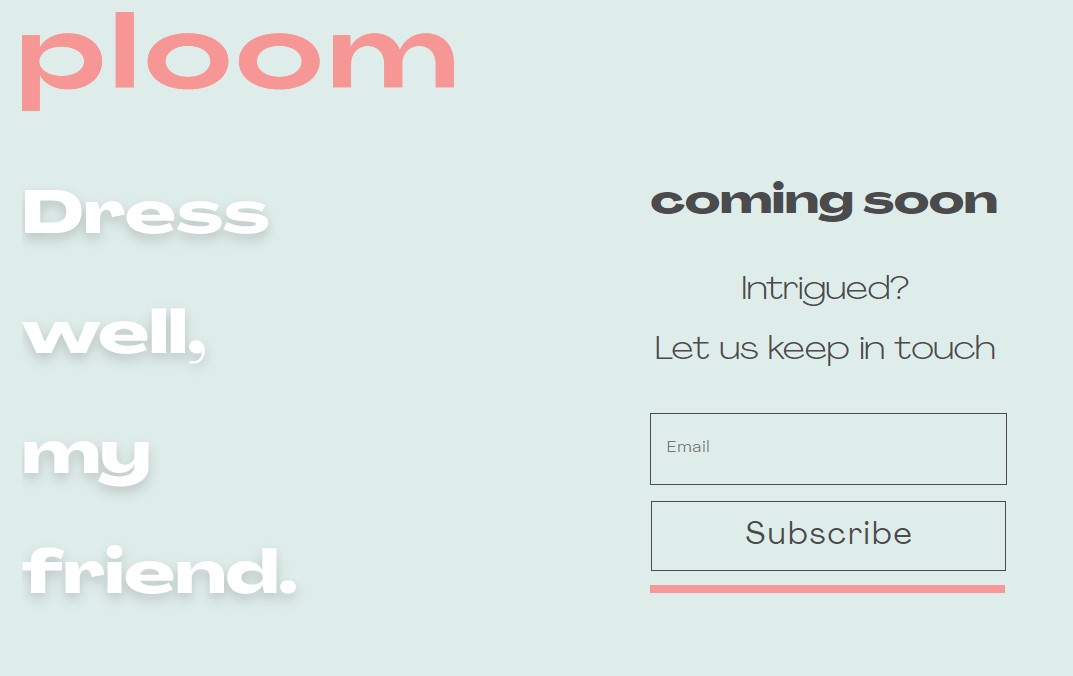 ploom
Dress
well,
my
friend.
coming soon
Intrigued?
Let us keep in touch
Email
Subscribe